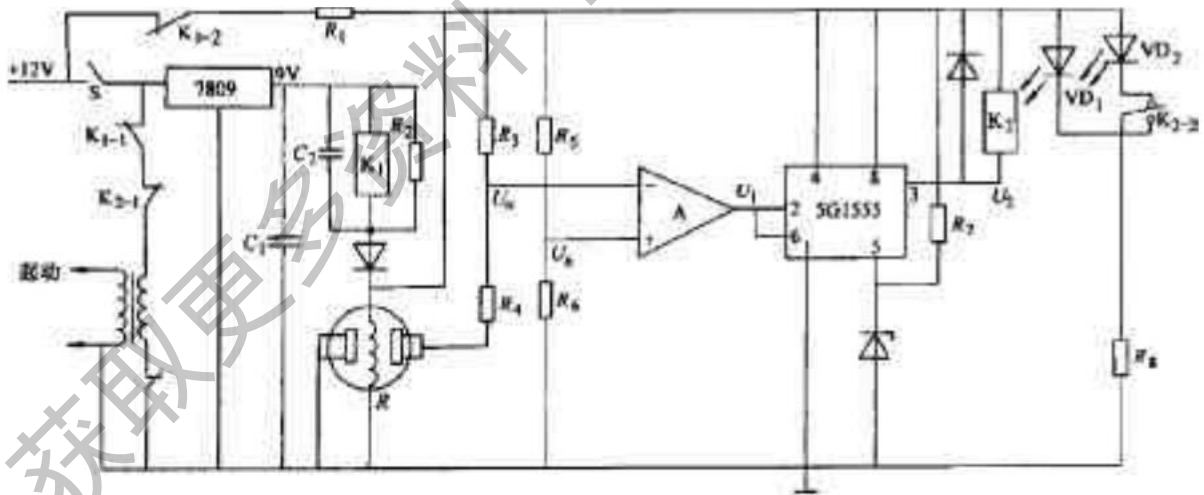 K₁₋₂
R₁
+12V
S
7809
9V
K₁₋₁
K₂₋₁
C₂
K₁
R₂
C₁
起动
R
R₃
R₄
R₅
R₆
A
U₁
2
6
4
8
5G1555
5
3
U₂
R₇
VD₁
VD₂
K₂₋₂
R₈
获取更多资料